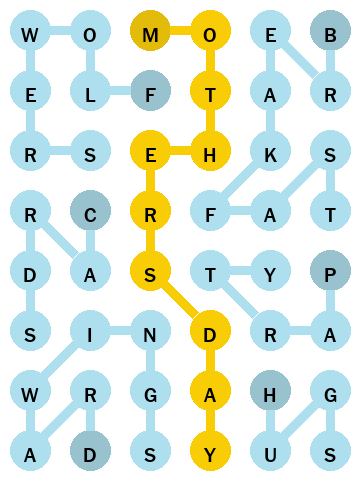 W O M O E B
E L F T A R
R S E H K S
R C R F A T
D A S T Y P
S I N D R A
W R G A H G
A D S Y U S